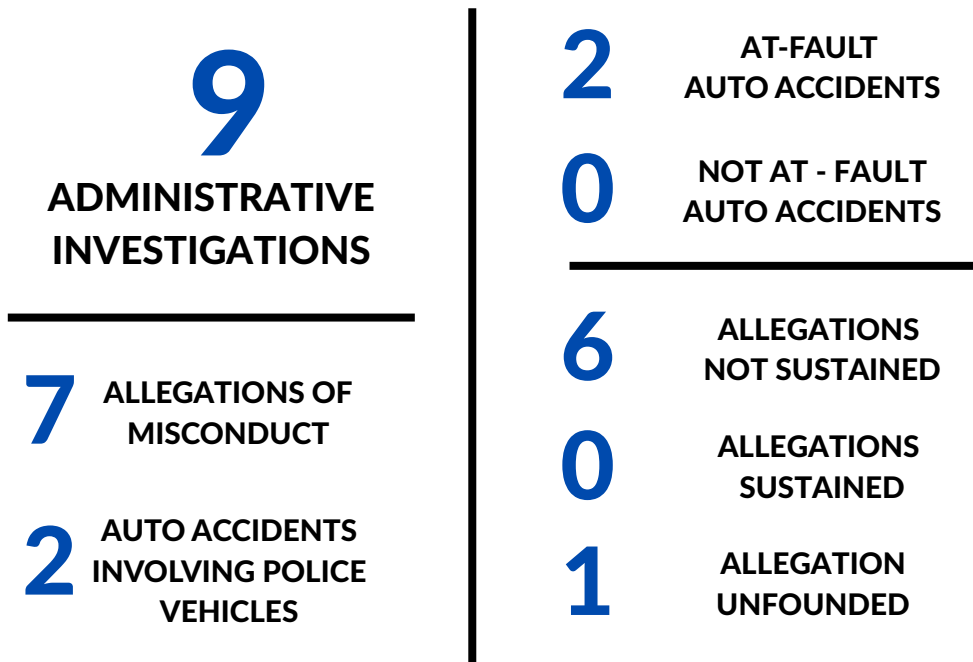 9
ADMINISTRATIVE
INVESTIGATIONS
7
ALLEGATIONS OF
MISCONDUCT
2
AUTO ACCIDENTS
INVOLVING POLICE
VEHICLES
2
AT-FAULT
AUTO ACCIDENTS
0
NOT AT - FAULT
AUTO ACCIDENTS
6
ALLEGATIONS
NOT SUSTAINED
0
ALLEGATIONS
SUSTAINED
1
ALLEGATION
UNFOUNDED